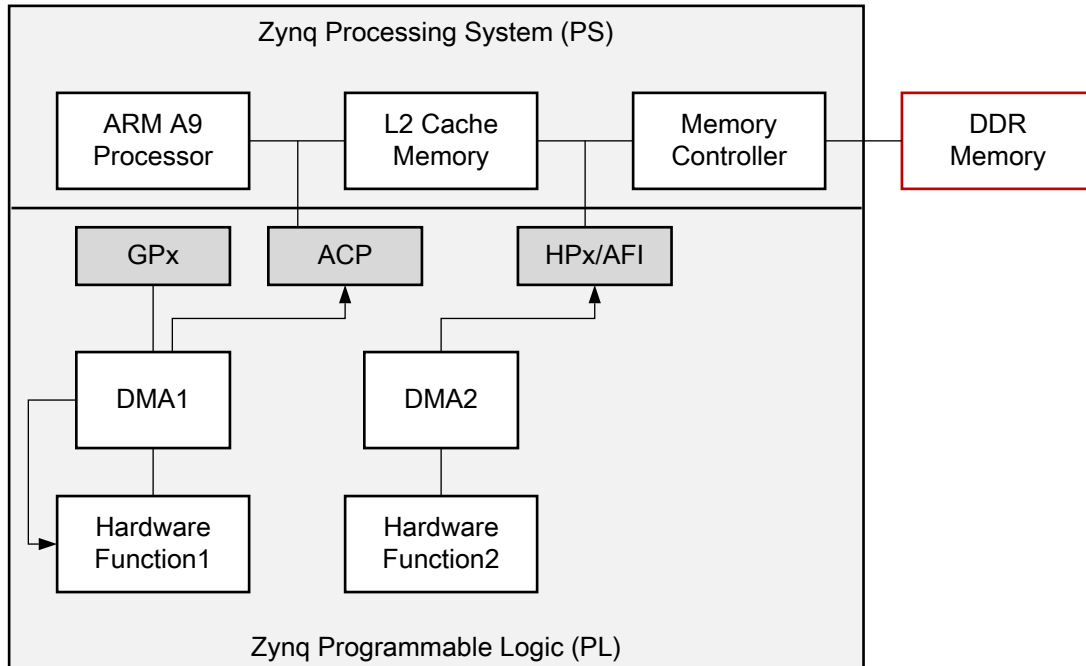 Zynq Processing System (PS)
ARM A9
Processor
L2 Cache
Memory
Memory
Controller
DDR
Memory
GPx
ACP
HPx/AFI
DMA1
DMA2
Hardware
Function1
Hardware
Function2
Zynq Programmable Logic (PL)